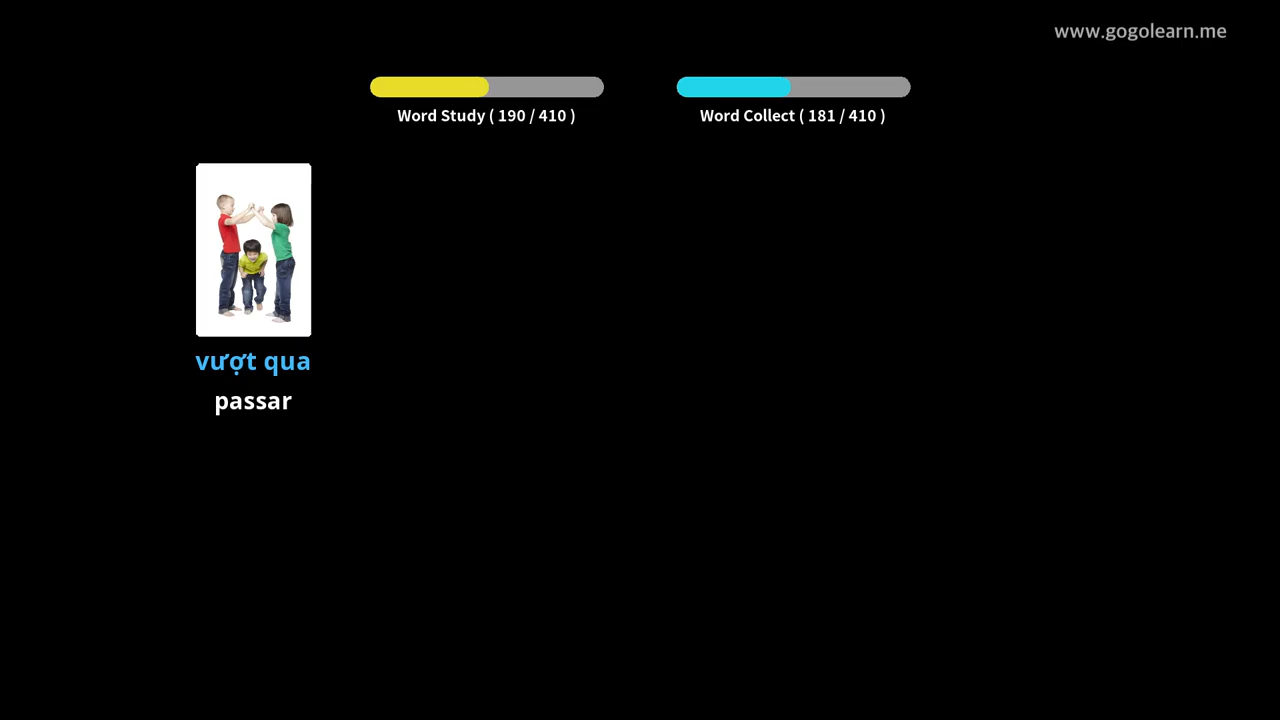 www.gogolearn.me
Word Study ( 190 / 410 )
Word Collect ( 181 / 410 )
vượt qua
passar